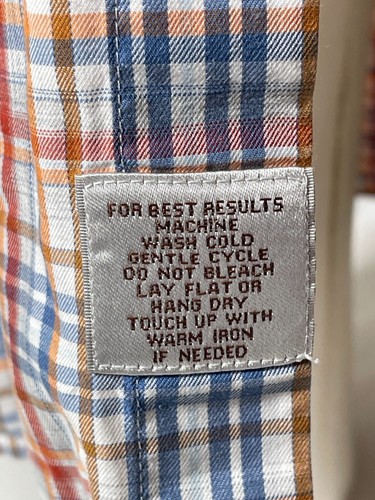 FOR BEST RESULTS
MACHINE
WASH COLD
GENTLE CYCLE
DO NOT BLEACH
LAY FLAT OR
HANG DRY
TOUCH UP WITH
WARM IRON
IF NEEDED